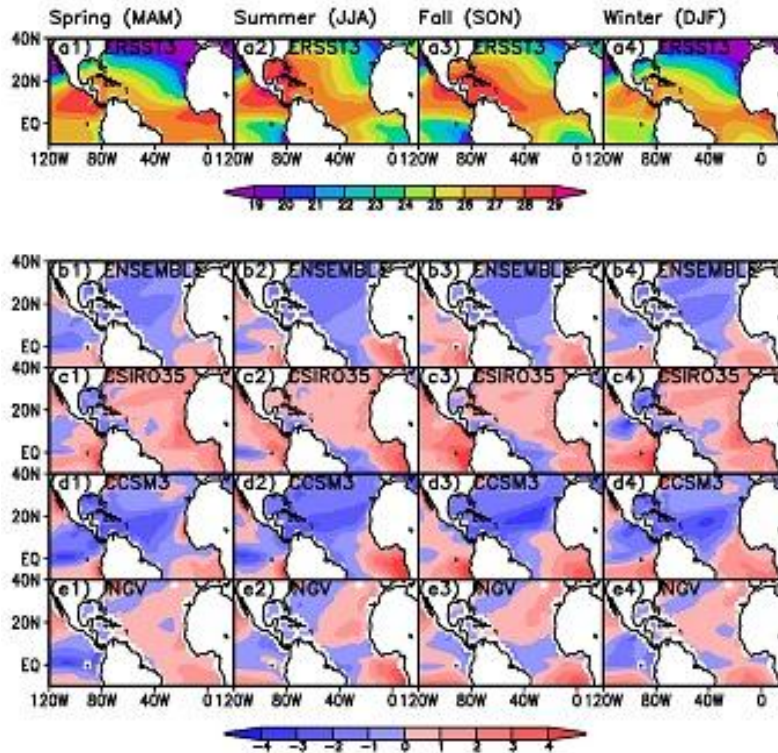 Spring (MAM) Summer (JJA) Fall (SON) Winter (DJF)
40N a1) ERSST3 a2) ERSST3 a3) ERSST3 a4) ERSST3
20N
EQ
120W 80W 40W 0 120W 80W 40W 0 120W 80W 40W 0 120W 80W 40W 0
19 20 21 22 23 24 25 26 27 28 29
40N (b1) ENSEMBLE (b2) ENSEMBLE (b3) ENSEMBLE (b4) ENSEMBLE
20N
EQ
40N c1) CSIRO35 c2) CSIRO35 c3) CSIRO35 c4) CSIRO35
20N
EQ
40N d1) CCSM3 d2) CCSM3 d3) CCSM3 d4) CCSM3
20N
EQ
40N e1) INGV e2) INGV e3) INGV e4) INGV
20N
EQ
120W 80W 40W 0 120W 80W 40W 0 120W 80W 40W 0 120W 80W 40W 0
-4 -3 -2 -1 0 1 2 3 4